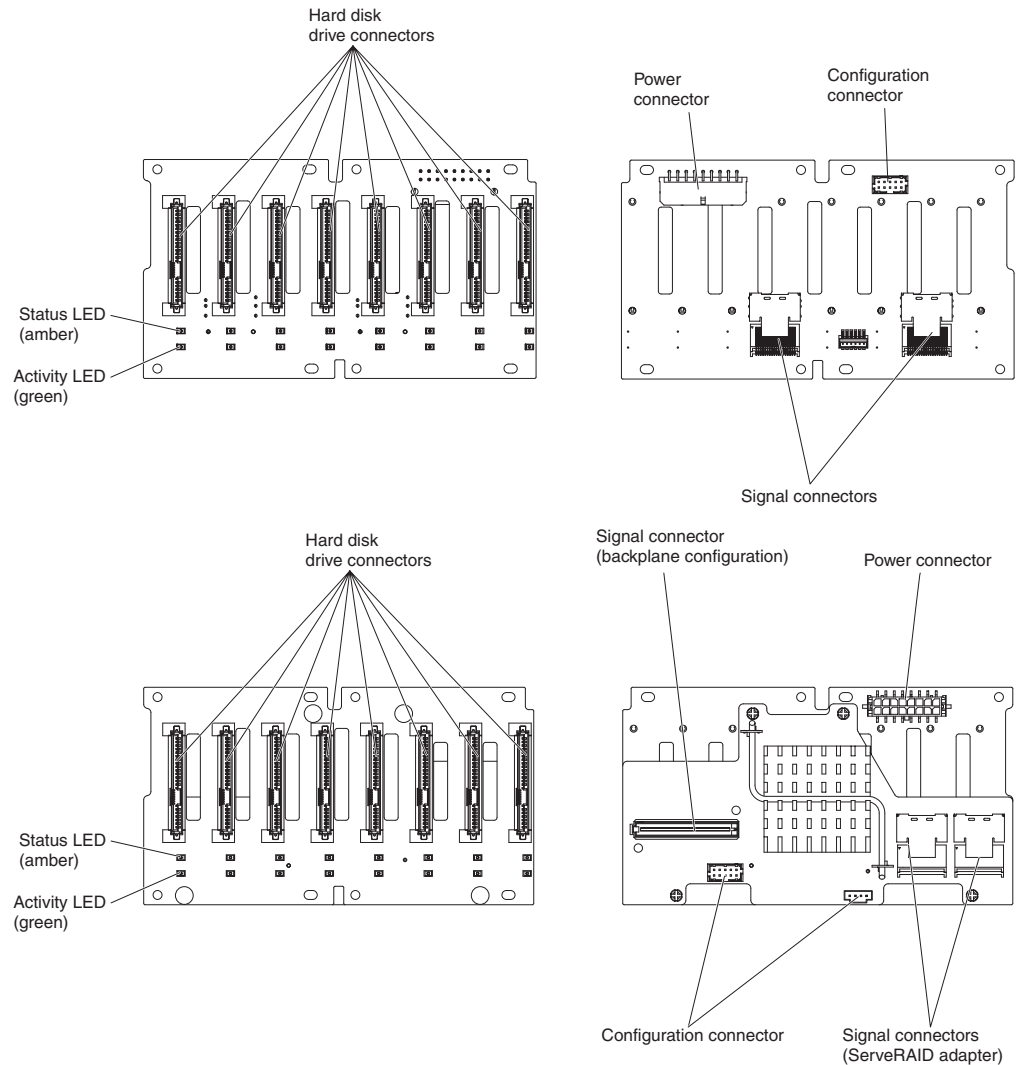 Hard disk
drive connectors
Power
connector
Configuration
connector
Status LED
(amber)
Activity LED
(green)
Signal connectors
Hard disk
drive connectors
Signal connector
(backplane configuration)
Power connector
Status LED
(amber)
Activity LED
(green)
Configuration connector
Signal connectors
(ServeRAID adapter)